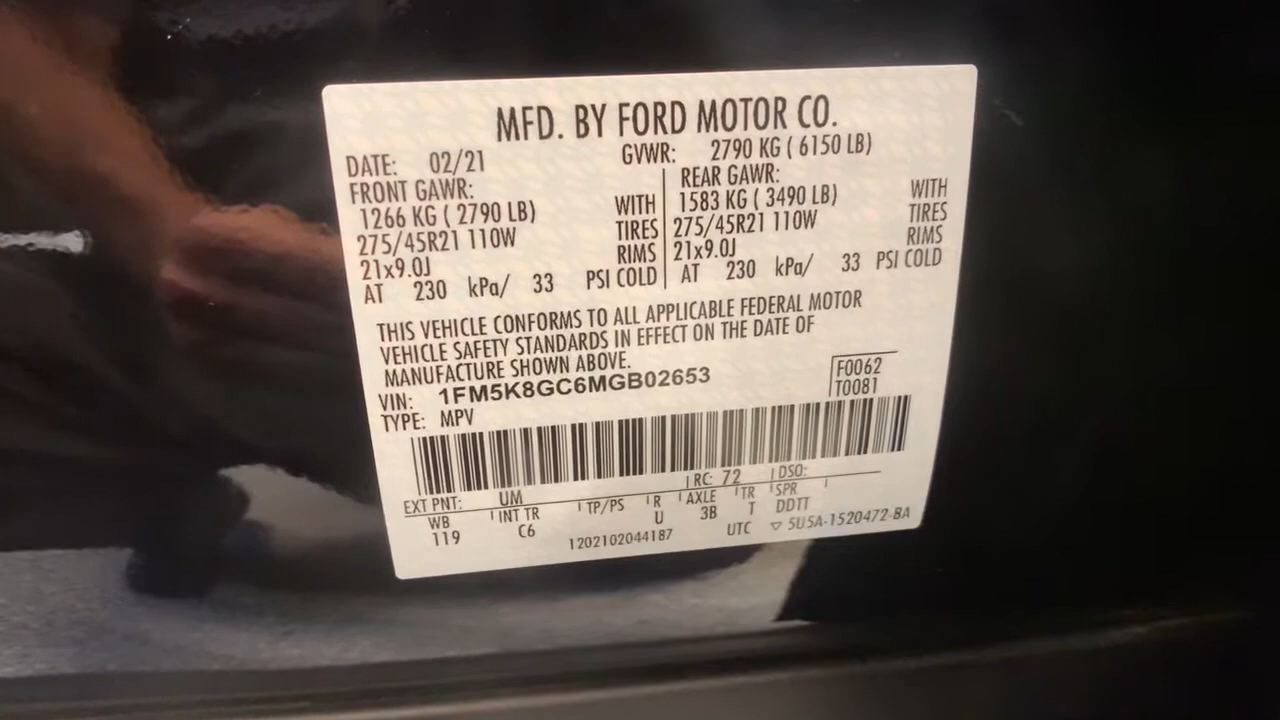 MFD. BY FORD MOTOR CO.
DATE: 02/21 GVWR: 2790 KG ( 6150 LB)
FRONT GAWR: REAR GAWR:
1266 KG ( 2790 LB) WITH 1583 KG ( 3490 LB) WITH
275/45R21 110W TIRES 275/45R21 110W TIRES
21x9.0J RIMS 21x9.0J RIMS
AT 230 kPa/ 33 PSI COLD AT 230 kPa/ 33 PSI COLD
THIS VEHICLE CONFORMS TO ALL APPLICABLE FEDERAL MOTOR
VEHICLE SAFETY STANDARDS IN EFFECT ON THE DATE OF
MANUFACTURE SHOWN ABOVE.
VIN: 1FM5K8GC6MGB02653 F0062
TYPE: MPV T0081
EXT PNT: UM RC: 72 DSO:
WB INT TR TP/PS R AXLE TR SPR
119 C6 U 3B T DDTT
1202102044187 UTC ▽ 5U5A-1520472-BA